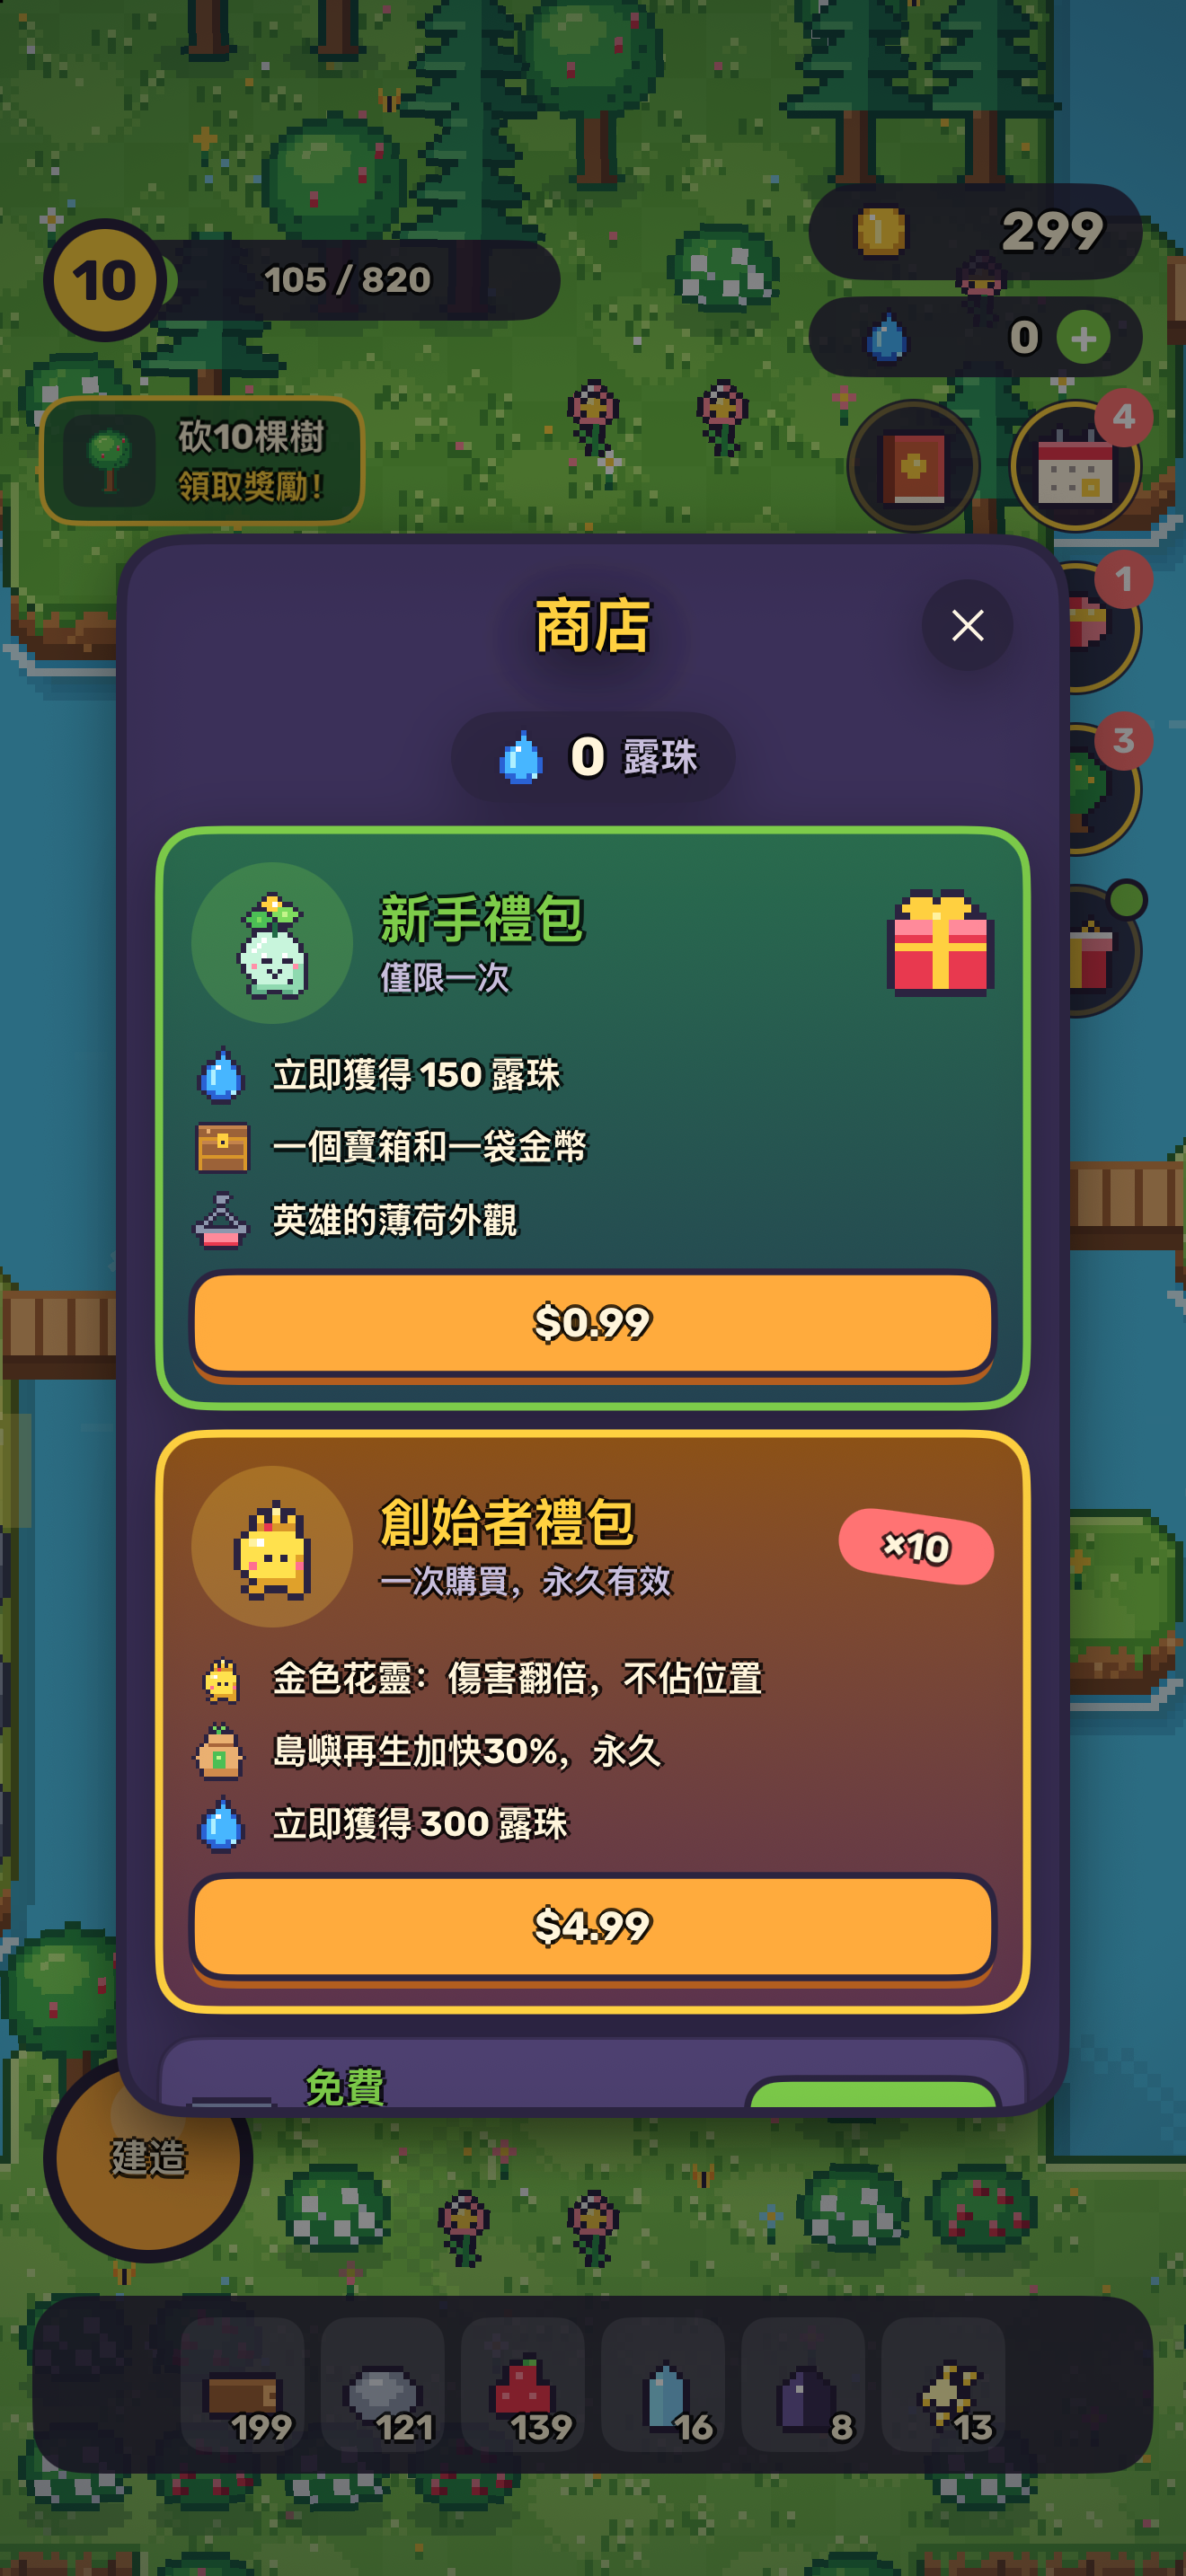 10
105 / 820
299
0
+
砍10棵樹
領取獎勵!
4
1
3
商店
0 露珠
新手禮包
僅限一次
立即獲得 150 露珠
一個寶箱和一袋金幣
英雄的薄荷外觀
$0.99
創始者禮包
一次購買，永久有效
×10
金色花靈：傷害翻倍，不佔位置
島嶼再生加快30%，永久
立即獲得 300 露珠
$4.99
免費
建造
199
121
139
16
8
13